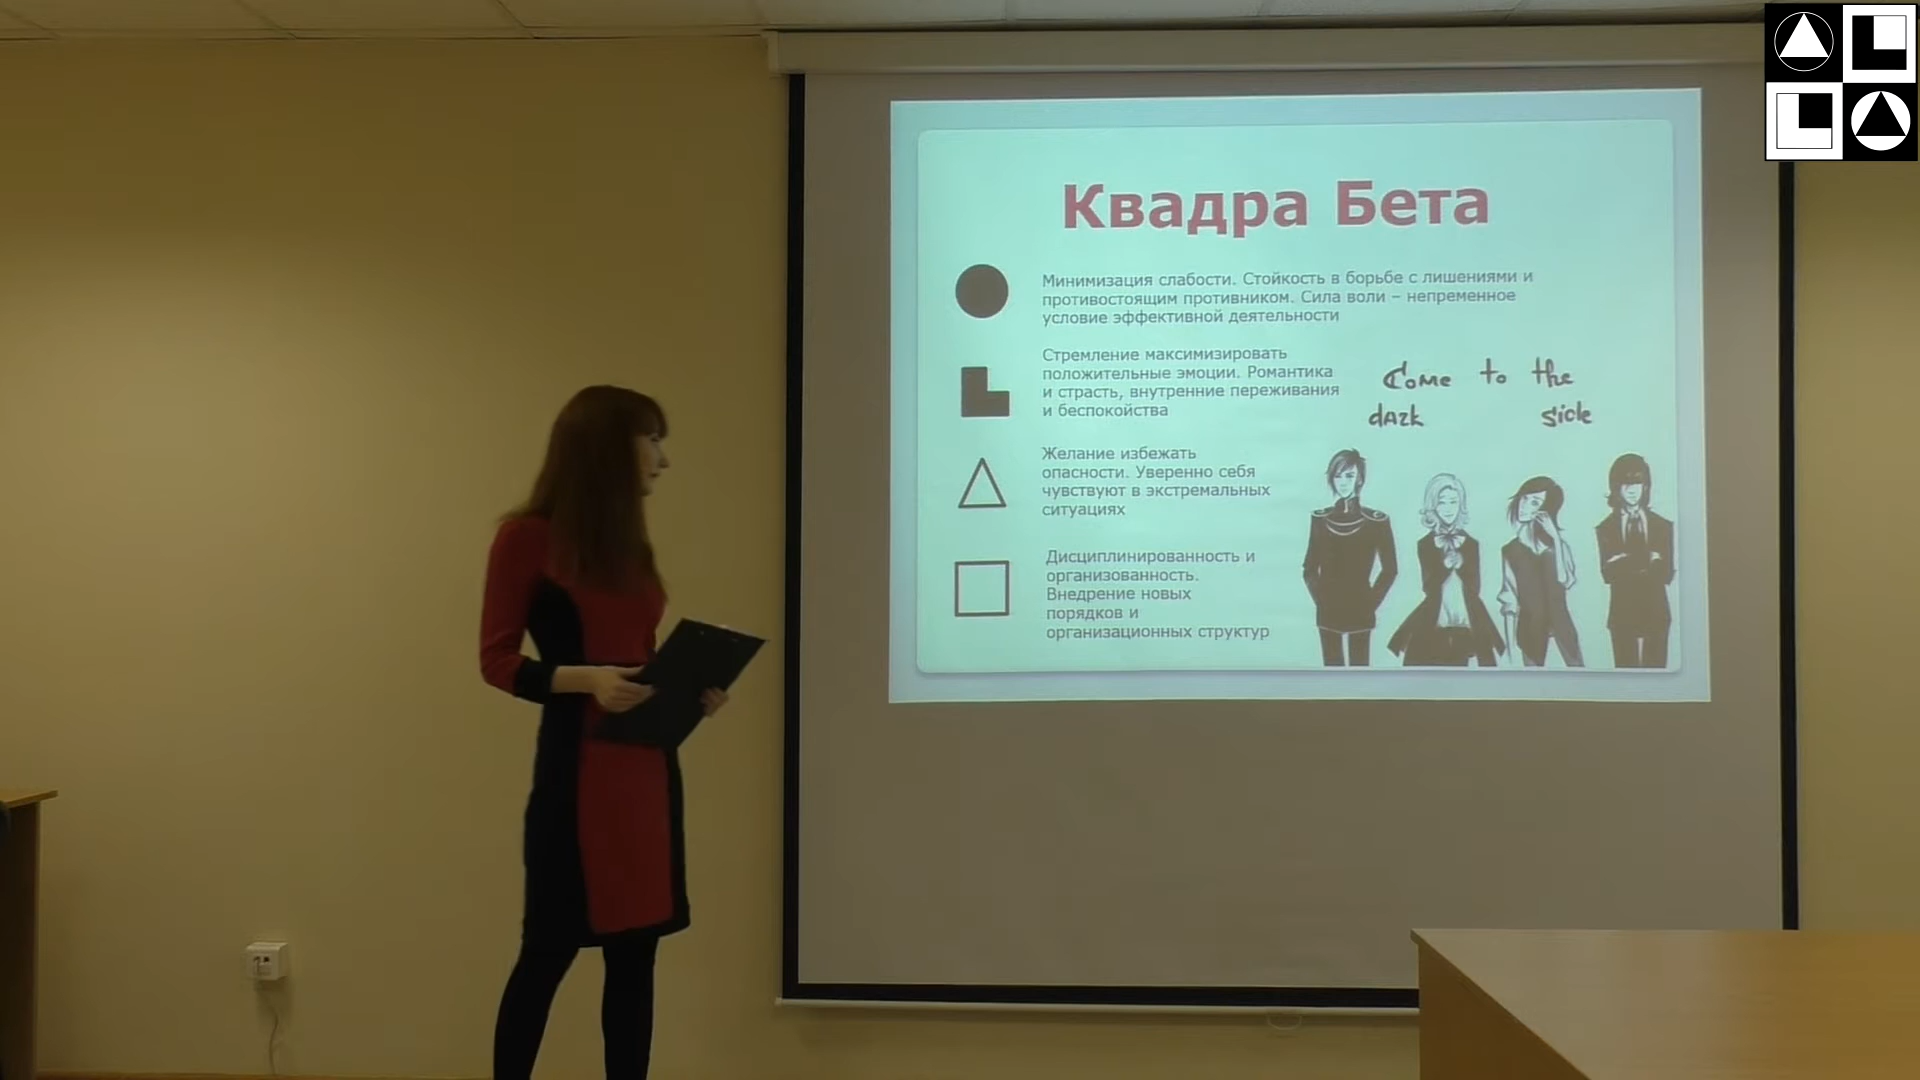 Квадра Бета
Минимизация слабости. Стойкость в борьбе с лишениями и
противостоящим противником. Сила воли – непременное
условие эффективной деятельности
Стремление максимизировать
положительные эмоции. Романтика
и страсть, внутренние переживания
и беспокойства
Come to the
dark side
Желание избежать
опасности. Уверенно себя
чувствуют в экстремальных
ситуациях
Дисциплинированность и
организованность.
Внедрение новых
порядков и
организационных структур